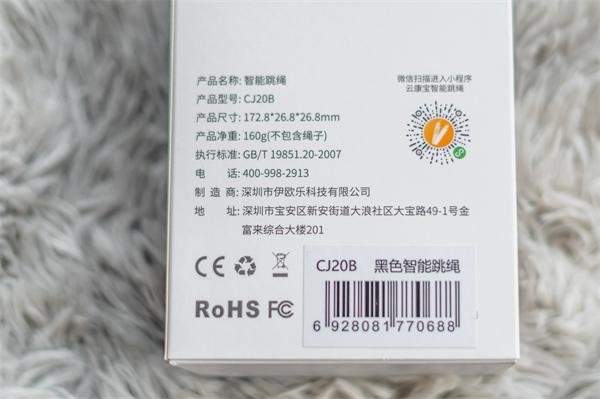 产品名称: 智能跳绳
产品型号: CJ20B
产品尺寸: 172.8*26.8*26.8mm
产品净重: 160g(不包含绳子)
执行标准: GB/T 19851.20-2007
电 话: 400-998-2913
制 造 商: 深圳市伊欧乐科技有限公司
地 址: 深圳市宝安区新安街道大浪社区大宝路49-1号金
富来综合大楼201
微信扫描进入小程序
云康宝智能跳绳
CE
RoHS FC
CJ20B 黑色智能跳绳
6 928081 770688